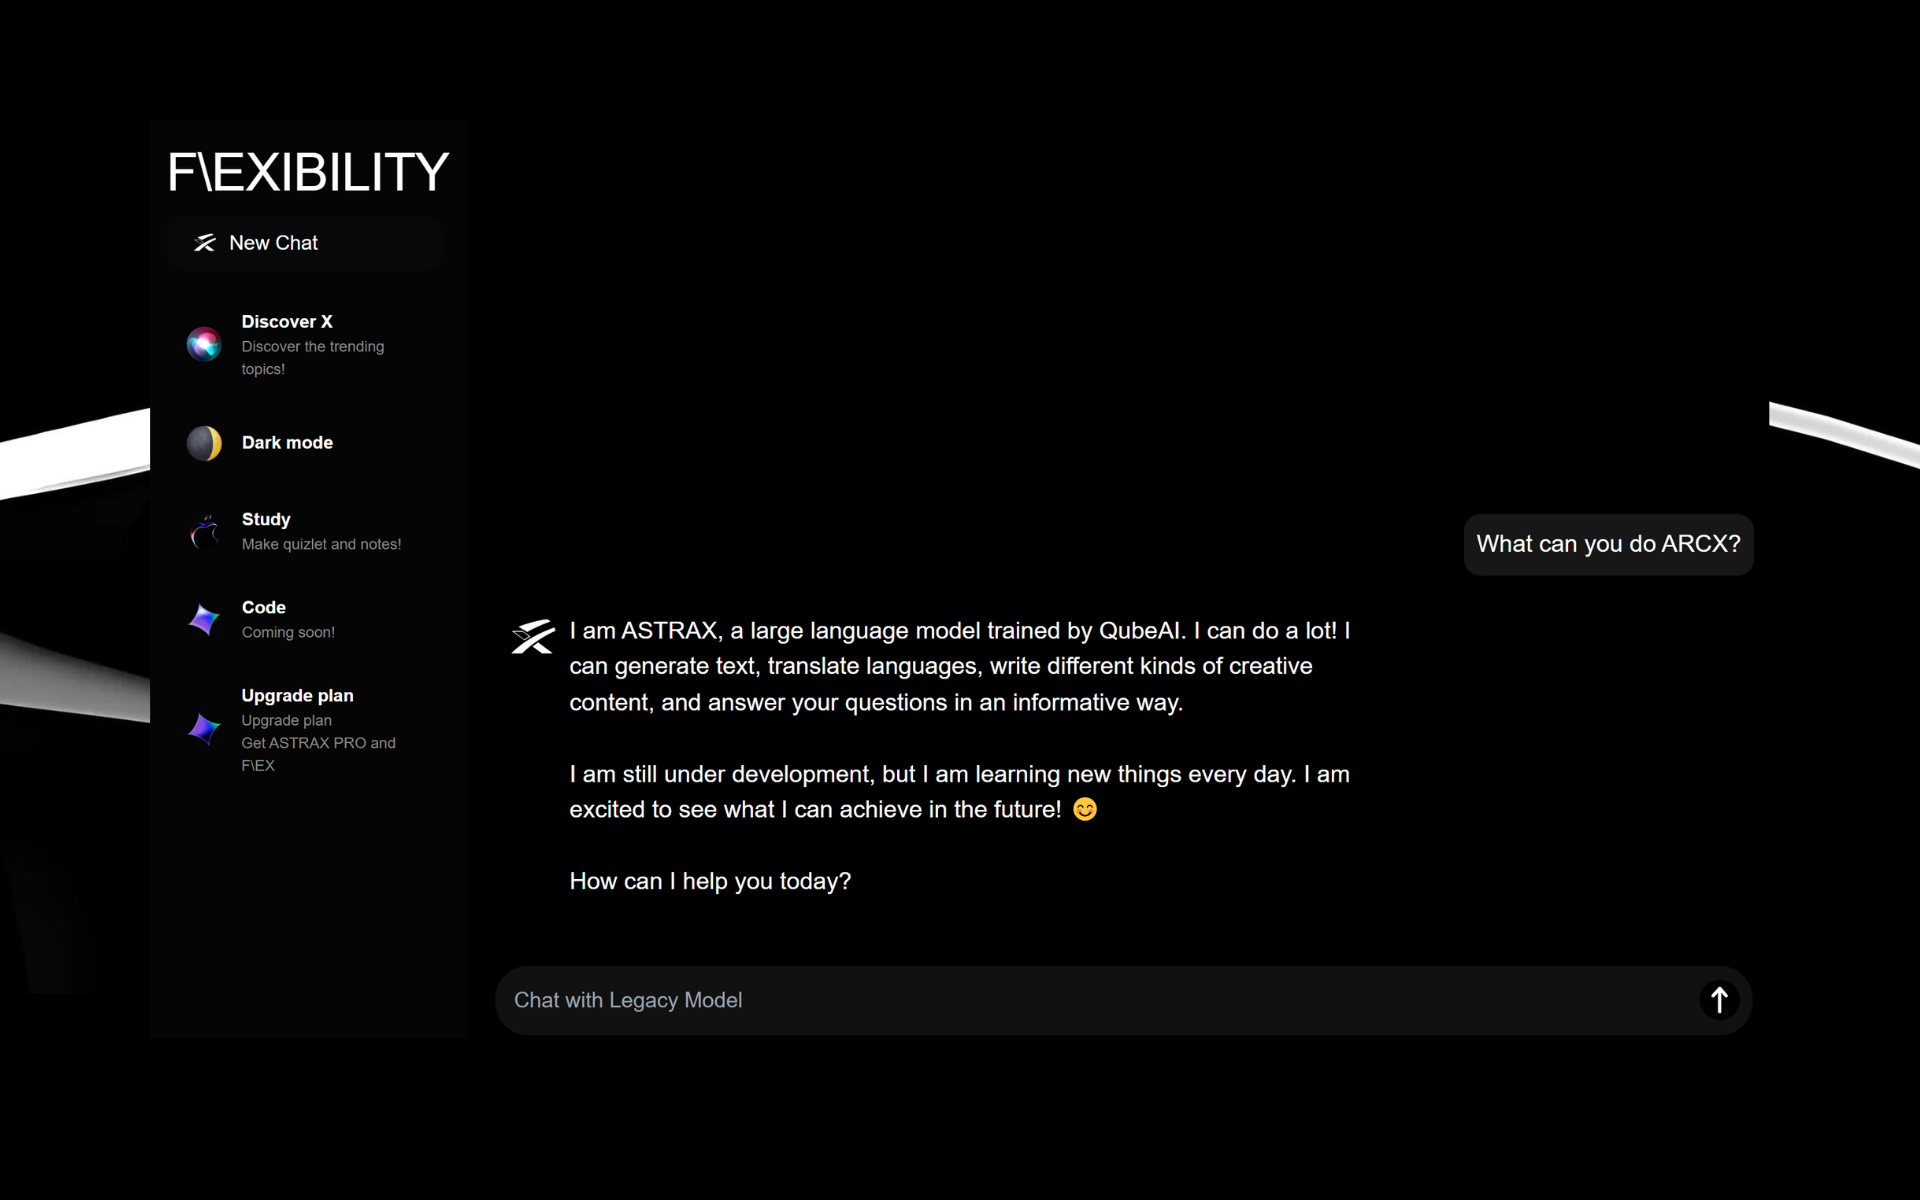 F\EXIBILITY
New Chat
Discover X
Discover the trending
topics!
Dark mode
Study
Make quizlet and notes!
Code
Coming soon!
Upgrade plan
Upgrade plan
Get ASTRAX PRO and
F\EX
What can you do ARCX?
I am ASTRAX, a large language model trained by QubeAI. I can do a lot! I
can generate text, translate languages, write different kinds of creative
content, and answer your questions in an informative way.
I am still under development, but I am learning new things every day. I am
excited to see what I can achieve in the future! 😊
How can I help you today?
Chat with Legacy Model